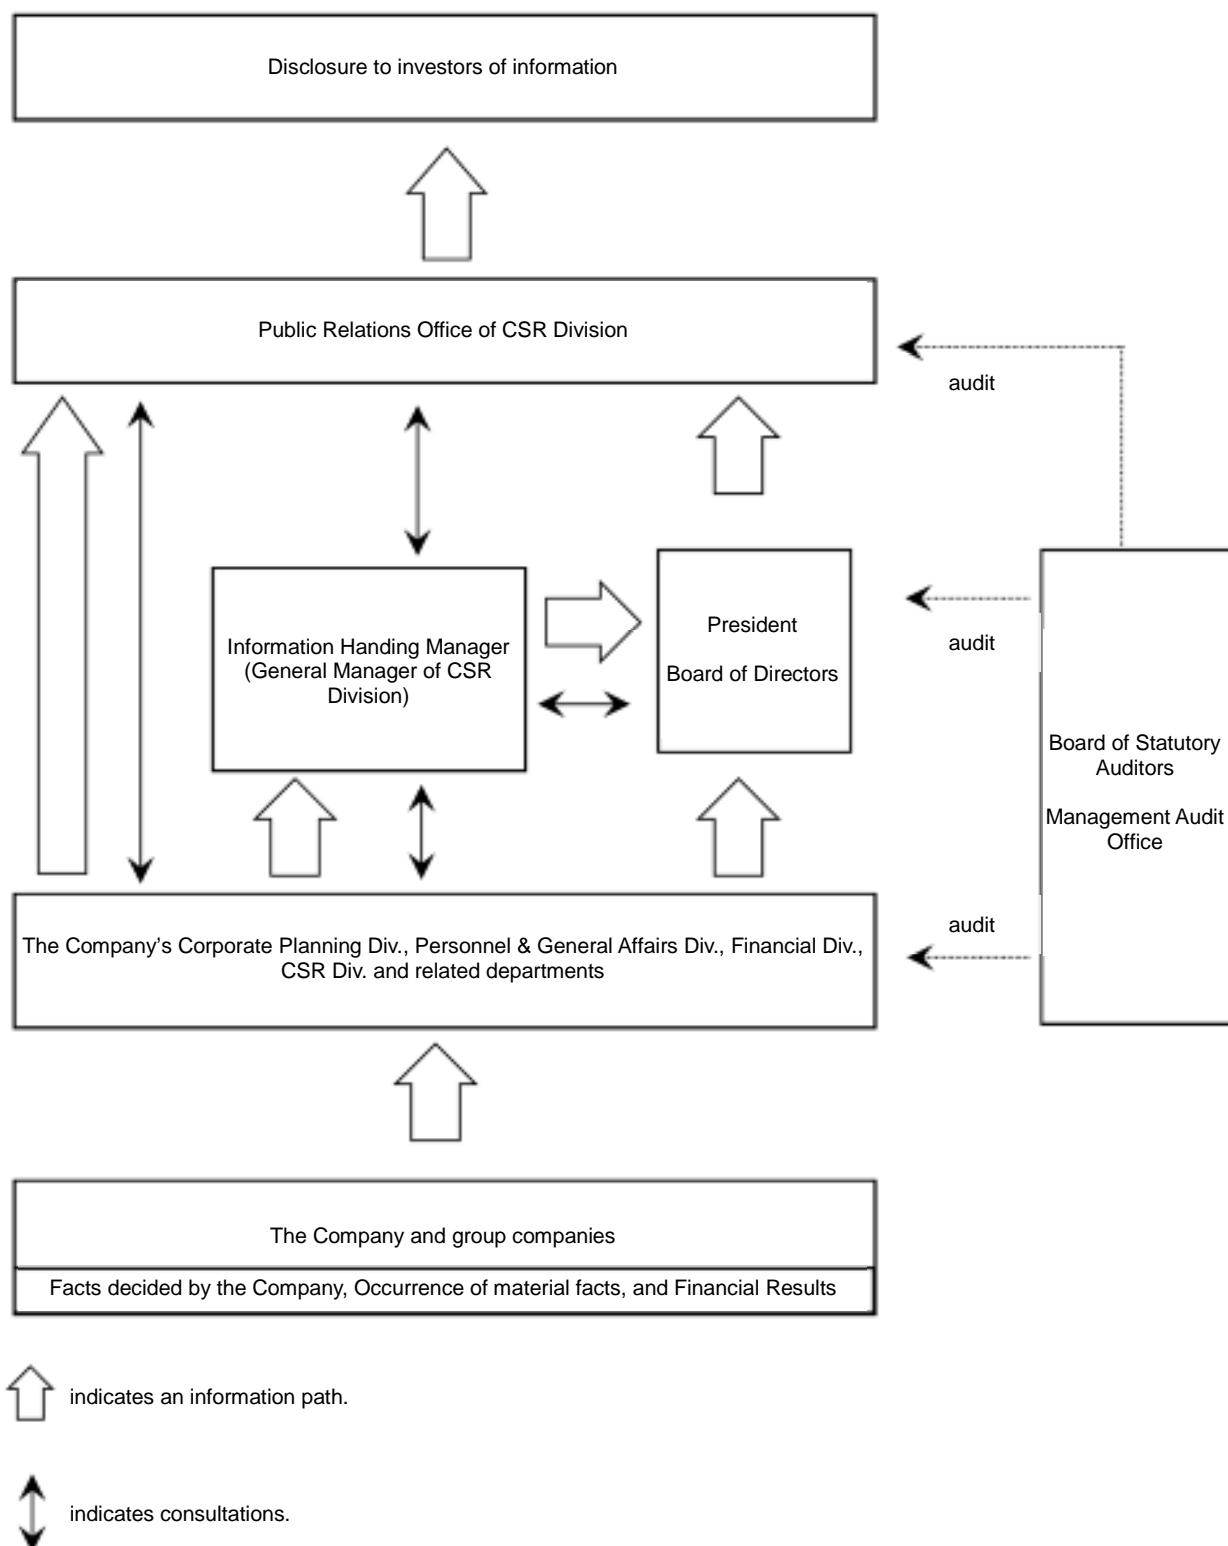 Disclosure to investors of information
Public Relations Office of CSR Division
audit
Information Handing Manager
(General Manager of CSR
Division)
President
Board of Directors
audit
Board of Statutory
Auditors
Management Audit
Office
The Company’s Corporate Planning Div., Personnel & General Affairs Div., Financial Div.,
CSR Div. and related departments
audit
The Company and group companies
Facts decided by the Company, Occurrence of material facts, and Financial Results
indicates an information path.
indicates consultations.